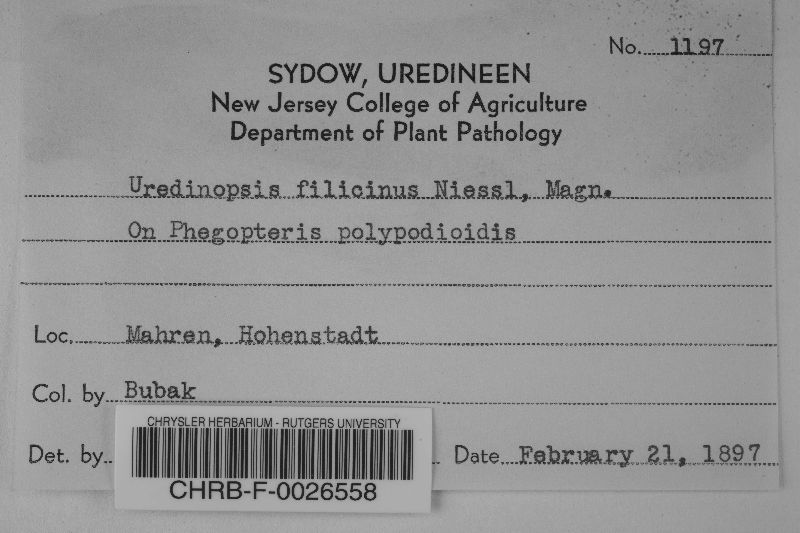 No. 1197
SYDOW, UREDINEEN
New Jersey College of Agriculture
Department of Plant Pathology
Uredinopsis filicinus Niessl, Magn.
On Phegopteris polypodioidis
Loc. Mahren, Hohenstadt
Col. by Bubak
CHRYSLER HERBARIUM - RUTGERS UNIVERSITY
Det. by Date February 21, 1897
CHRB-F-0026558